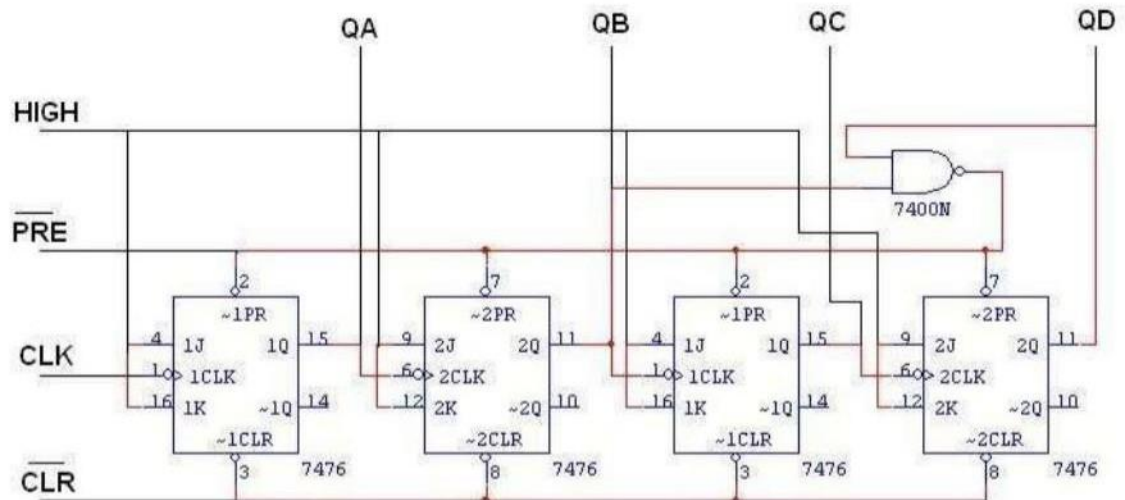 QA QB QC QD
HIGH
7400N
PRE
2 7 2 7
~1PR ~2PR ~1PR ~2PR
4 1J 1Q 15 9 2J 2Q 11 4 1J 1Q 15 9 2J 2Q 11
CLK 1 1CLK 6 2CLK 1 1CLK 6 2CLK
16 1K ~1Q 14 12 2K ~2Q 10 16 1K ~1Q 14 12 2K ~2Q 10
~1CLR ~2CLR ~1CLR ~2CLR
CLR 3 7476 8 7476 3 7476 8 7476